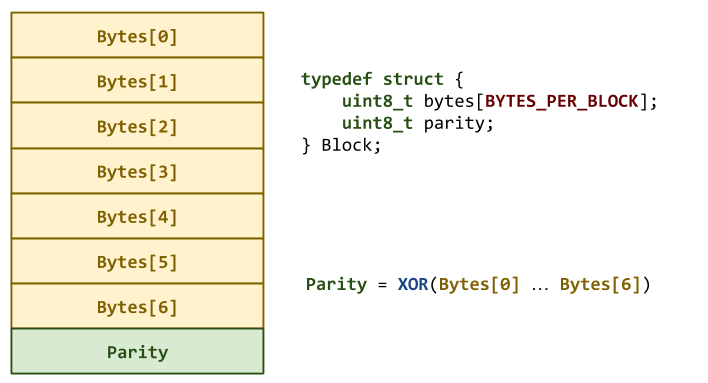 Bytes[0]
Bytes[1]
Bytes[2]
Bytes[3]
Bytes[4]
Bytes[5]
Bytes[6]
Parity
typedef struct {
    uint8_t bytes[BYTES_PER_BLOCK];
    uint8_t parity;
} Block;
Parity = XOR(Bytes[0] … Bytes[6])